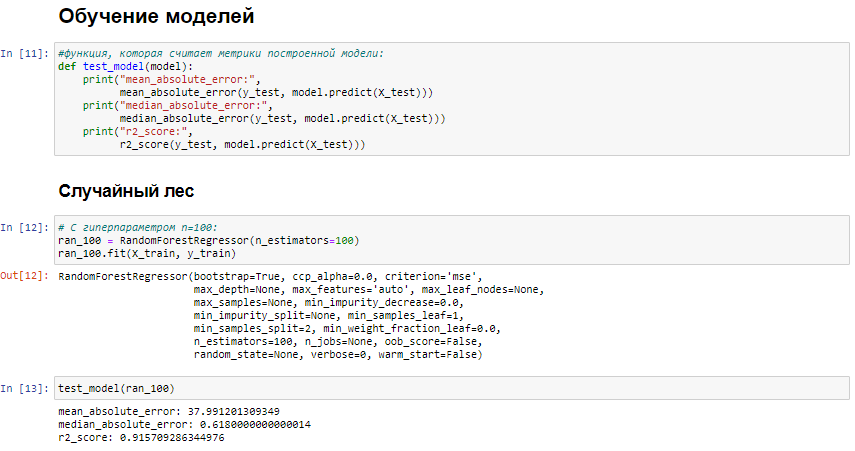 Обучение моделей
In [11]: #функция, которая считает метрики построенной модели:
def test_model(model):
    print("mean_absolute_error:",
          mean_absolute_error(y_test, model.predict(X_test)))
    print("median_absolute_error:",
          median_absolute_error(y_test, model.predict(X_test)))
    print("r2_score:",
          r2_score(y_test, model.predict(X_test)))
Случайный лес
In [12]: # С гиперпараметром n=100:
ran_100 = RandomForestRegressor(n_estimators=100)
ran_100.fit(X_train, y_train)
Out[12]: RandomForestRegressor(bootstrap=True, ccp_alpha=0.0, criterion='mse',
                      max_depth=None, max_features='auto', max_leaf_nodes=None,
                      max_samples=None, min_impurity_decrease=0.0,
                      min_impurity_split=None, min_samples_leaf=1,
                      min_samples_split=2, min_weight_fraction_leaf=0.0,
                      n_estimators=100, n_jobs=None, oob_score=False,
                      random_state=None, verbose=0, warm_start=False)
In [13]: test_model(ran_100)
mean_absolute_error: 37.991201309349
median_absolute_error: 0.6180000000000014
r2_score: 0.915709286344976